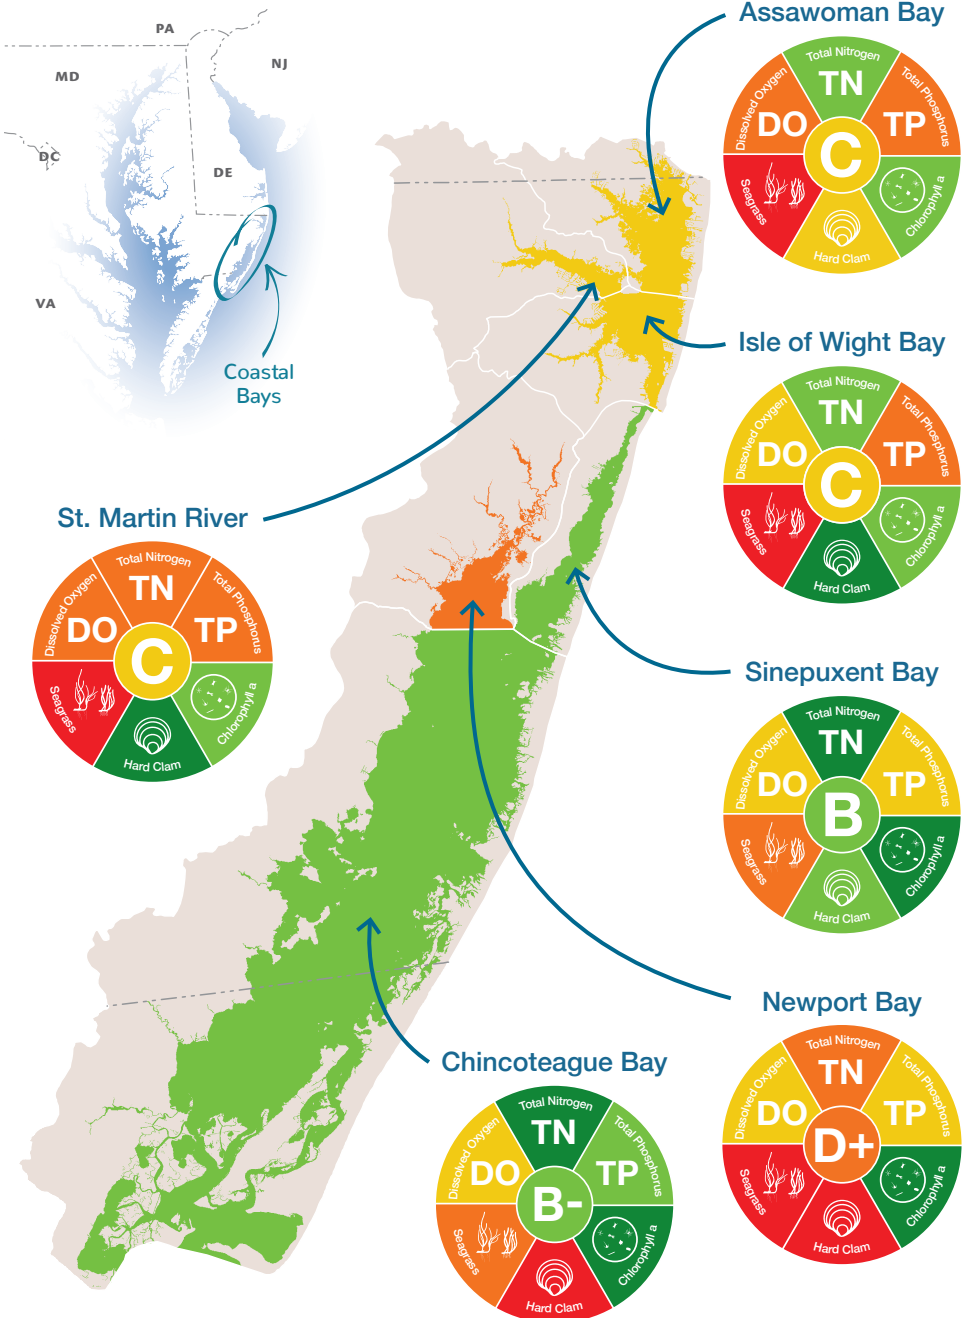 PA
MD
NJ
DC
DE
VA
Coastal
Bays
Assawoman Bay
Total Nitrogen
TN
Dissolved Oxygen
DO
Total Phosphorus
TP
C
Seagrass
Chlorophyll a
Hard Clam
Isle of Wight Bay
Total Nitrogen
TN
Dissolved Oxygen
DO
Total Phosphorus
TP
C
Seagrass
Chlorophyll a
Hard Clam
St. Martin River
Total Nitrogen
TN
Dissolved Oxygen
DO
Total Phosphorus
TP
C
Seagrass
Chlorophyll a
Hard Clam
Sinepuxent Bay
Total Nitrogen
TN
Dissolved Oxygen
DO
Total Phosphorus
TP
B
Seagrass
Chlorophyll a
Hard Clam
Newport Bay
Total Nitrogen
TN
Dissolved Oxygen
DO
Total Phosphorus
TP
D+
Seagrass
Chlorophyll a
Hard Clam
Chincoteague Bay
Total Nitrogen
TN
Dissolved Oxygen
DO
Total Phosphorus
TP
B-
Seagrass
Chlorophyll a
Hard Clam